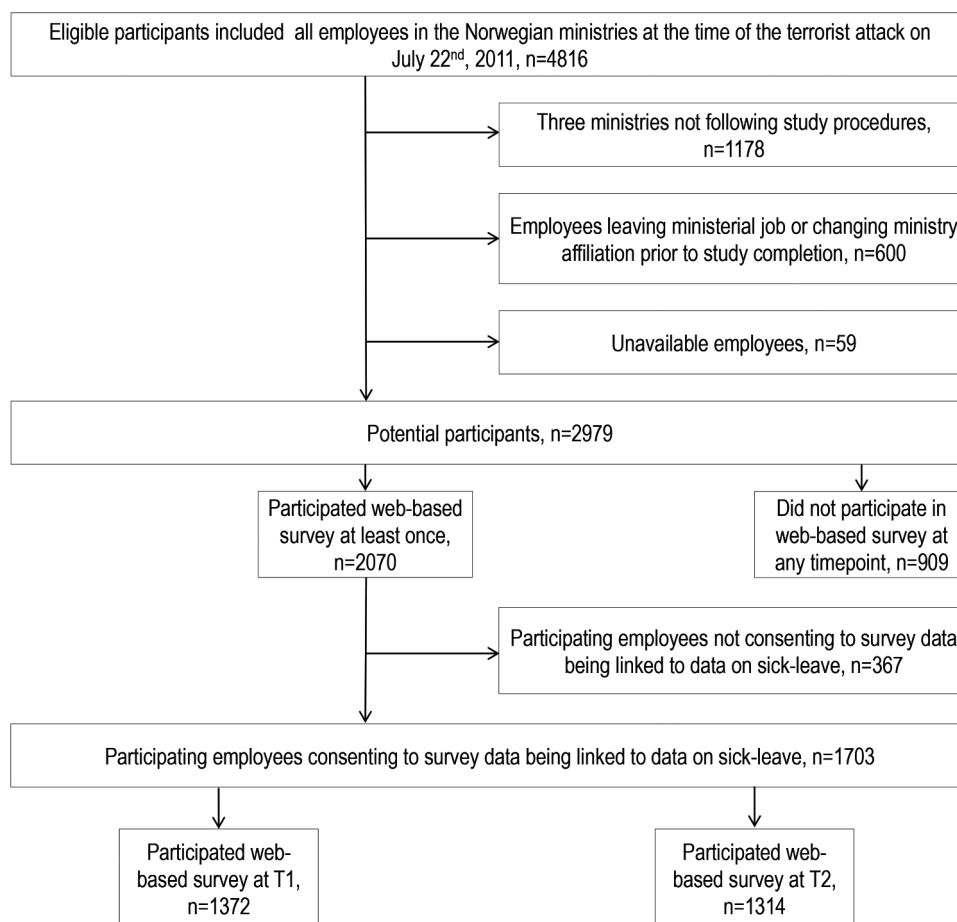 Eligible participants included all employees in the Norwegian ministries at the time of the terrorist attack on
July 22nd, 2011, n=4816
Three ministries not following study procedures,
n=1178
Employees leaving ministerial job or changing ministry
affiliation prior to study completion, n=600
Unavailable employees, n=59
Potential participants, n=2979
Participated web-based
survey at least once,
n=2070
Did not participate in
web-based survey at
any timepoint, n=909
Participating employees not consenting to survey data
being linked to data on sick-leave, n=367
Participating employees consenting to survey data being linked to data on sick-leave, n=1703
Participated web-
based survey at T1,
n=1372
Participated web-
based survey at T2,
n=1314